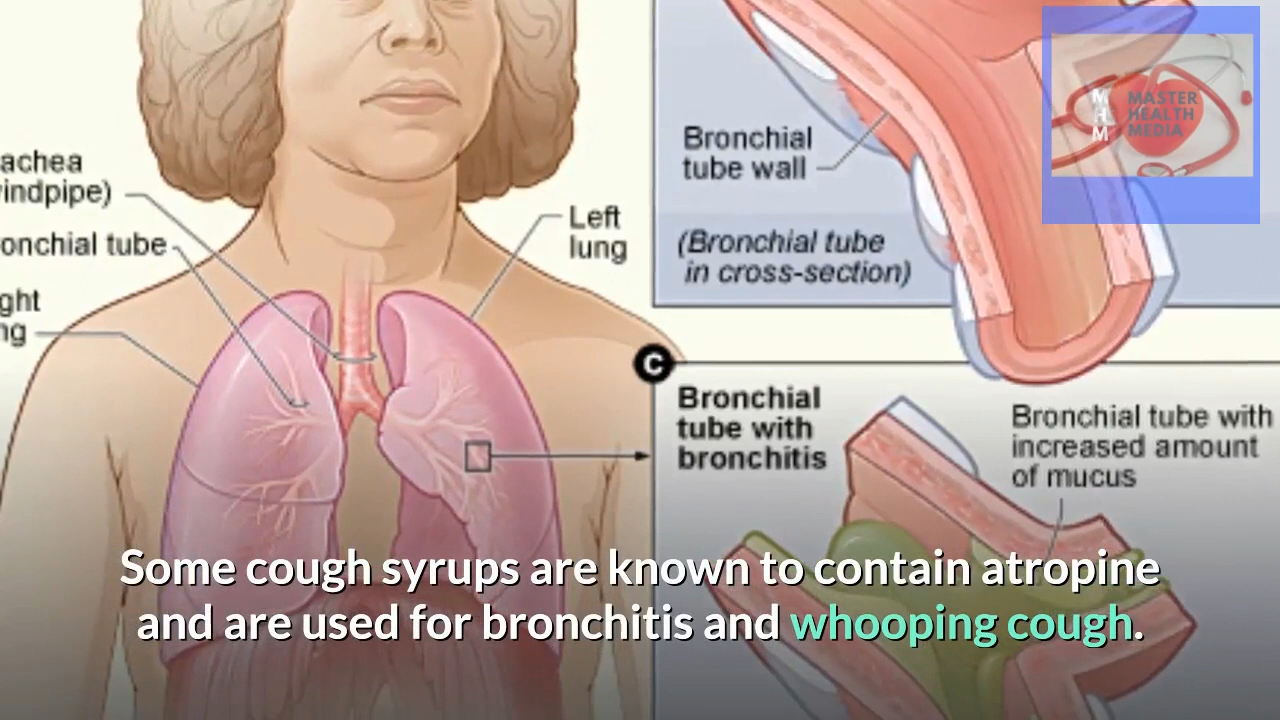 achea
vindpipe)
onchial tube
ght
ng
Left
lung
Bronchial
tube wall
(Bronchial tube
in cross-section)
MHM
MASTER
HEALTH
MEDIA
C
Bronchial
tube with
bronchitis
Bronchial tube with
increased amount
of mucus
Some cough syrups are known to contain atropine
and are used for bronchitis and whooping cough.